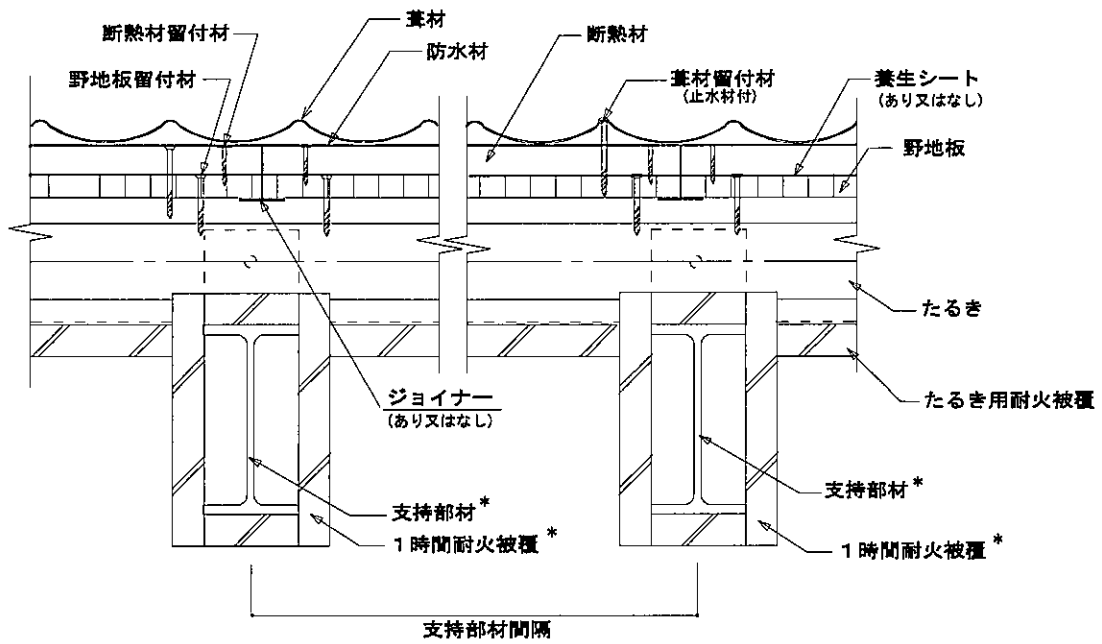 葺材
断熱材留付材
防水材
断熱材
野地板留付材
葺材留付材
(止水材付)
養生シート
(あり又はなし)
野地板
たるき
ジョイナー
(あり又はなし)
たるき用耐火被覆
支持部材*
1時間耐火被覆*
支持部材*
1時間耐火被覆*
支持部材間隔